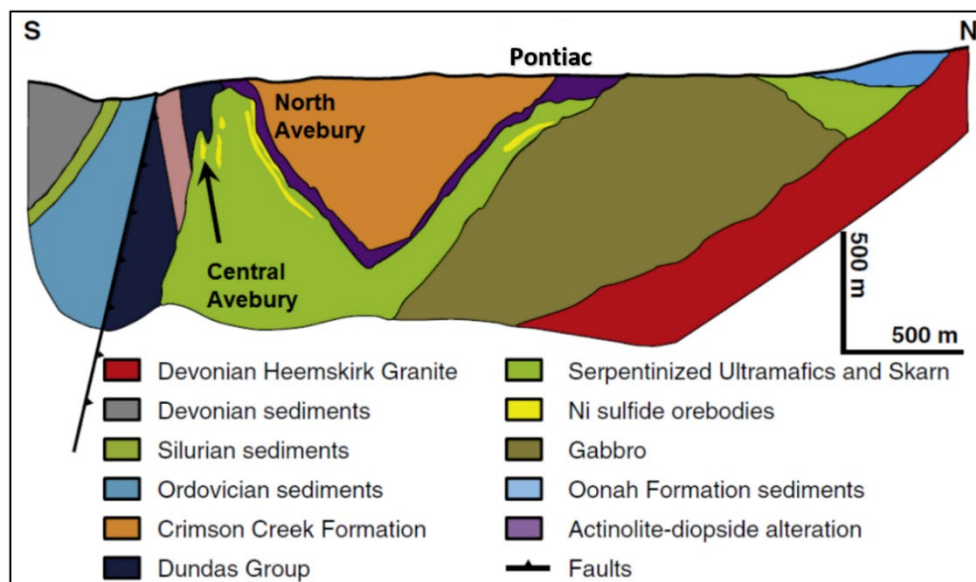 S
N
Pontiac
North
Avebury
Central
Avebury
500 m
500 m
Devonian Heemskirk Granite
Devonian sediments
Silurian sediments
Ordovician sediments
Crimson Creek Formation
Dundas Group
Serpentinized Ultramafics and Skarn
Ni sulfide orebodies
Gabbro
Oonah Formation sediments
Actinolite-diopside alteration
Faults